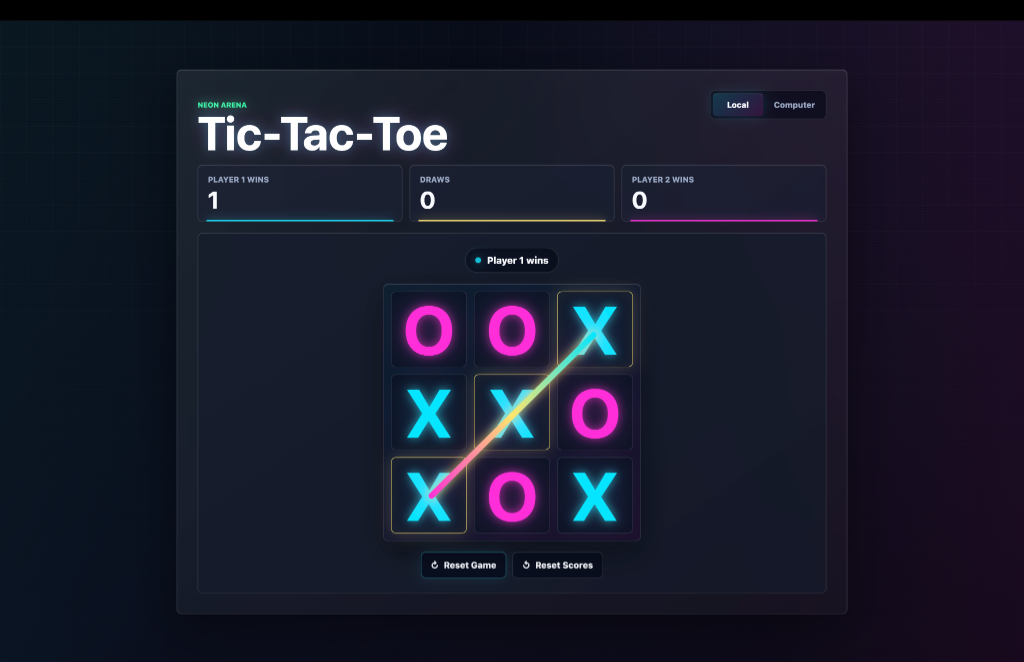 NEON ARENA
Tic-Tac-Toe
Local
Computer
PLAYER 1 WINS
1
DRAWS
0
PLAYER 2 WINS
0
Player 1 wins
O O X
X X O
X O X
Reset Game
Reset Scores